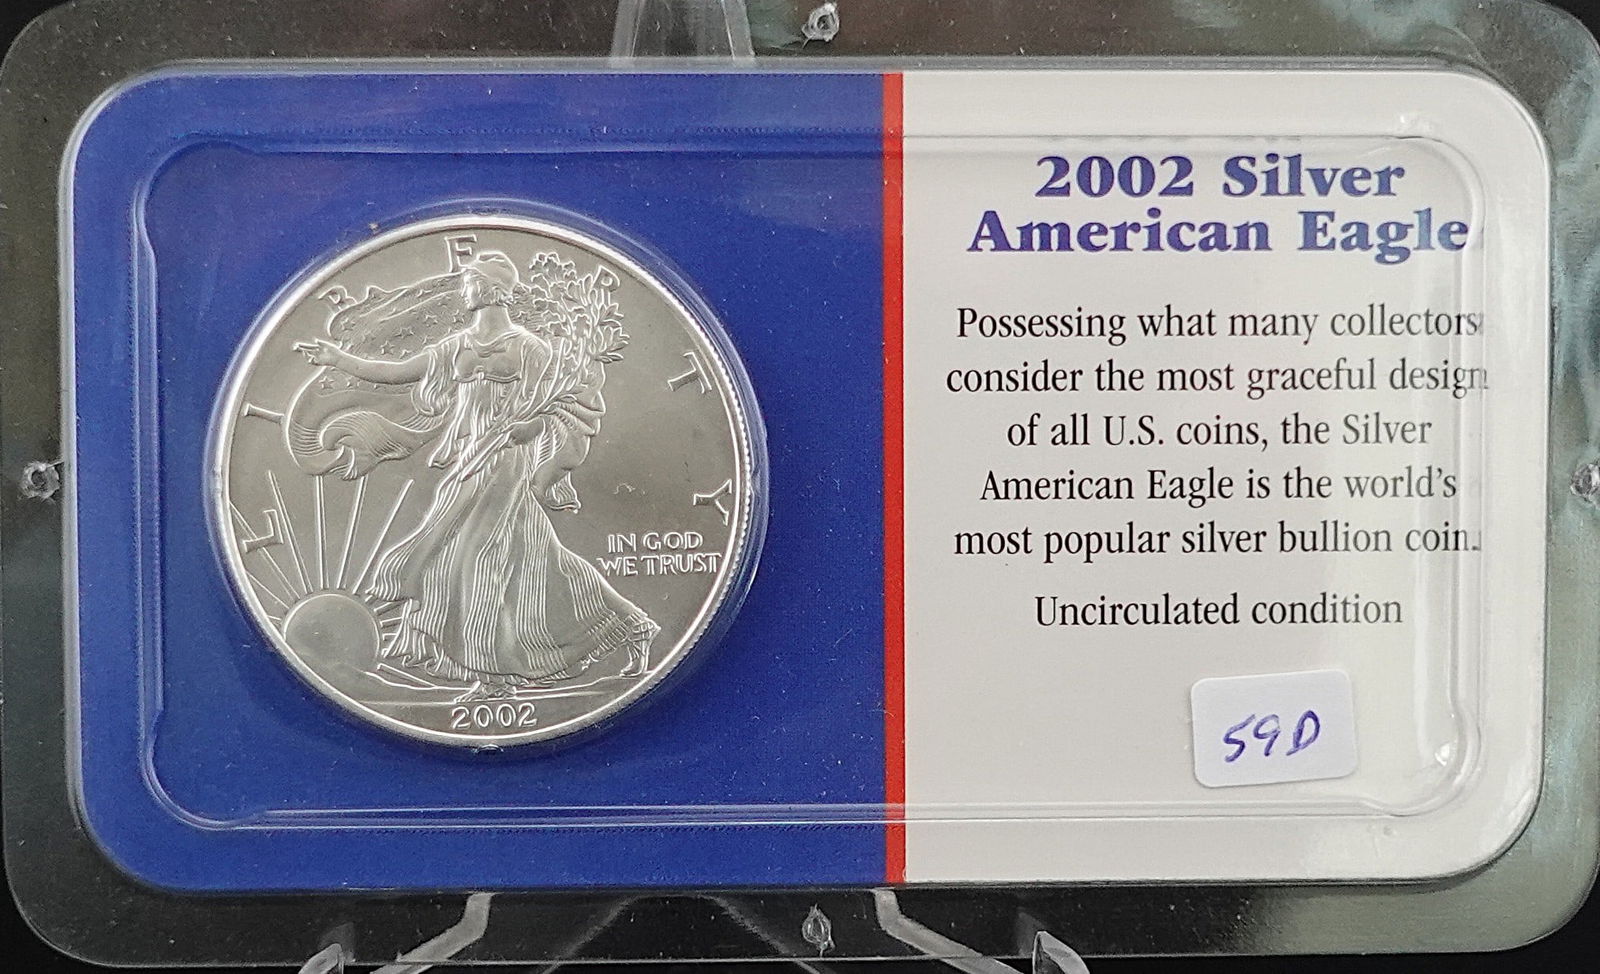 LIBERTY
IN GOD
WE TRUST
2002
2002 Silver
American Eagle
Possessing what many collectors
consider the most graceful design
of all U.S. coins, the Silver
American Eagle is the world's
most popular silver bullion coin.
Uncirculated condition
59D